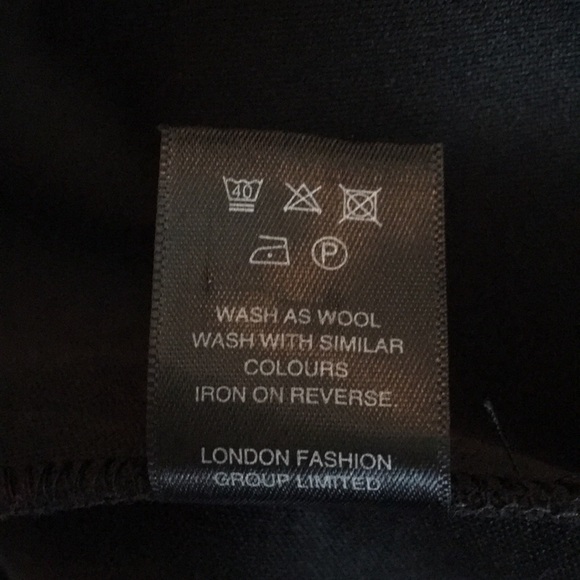 40
P
WASH AS WOOL
WASH WITH SIMILAR
COLOURS
IRON ON REVERSE.
LONDON FASHION
GROUP LIMITED